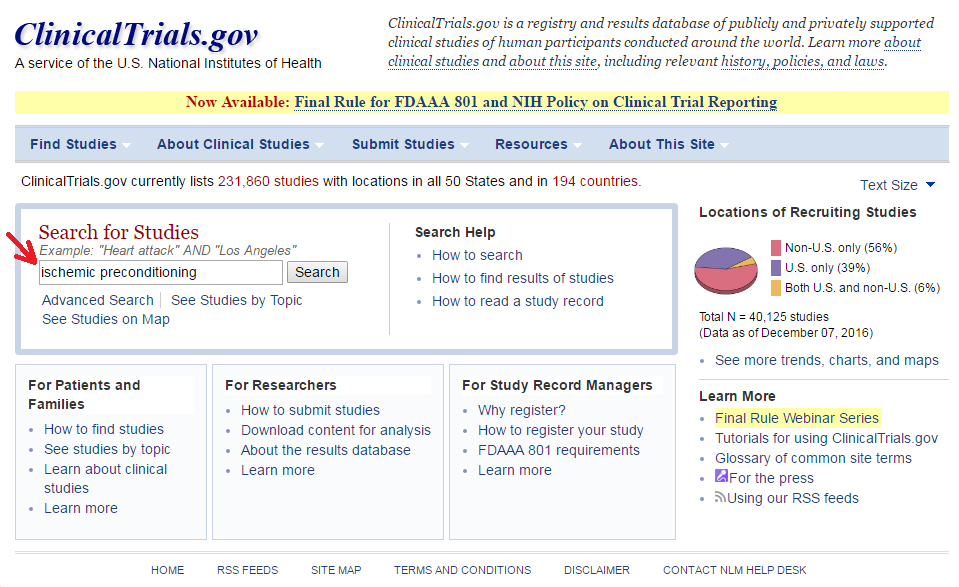 ClinicalTrials.gov
A service of the U.S. National Institutes of Health
ClinicalTrials.gov is a registry and results database of publicly and privately supported
clinical studies of human participants conducted around the world. Learn more about
clinical studies and about this site, including relevant history, policies, and laws.
Now Available: Final Rule for FDAAA 801 and NIH Policy on Clinical Trial Reporting
Find Studies About Clinical Studies Submit Studies Resources About This Site
ClinicalTrials.gov currently lists 231,860 studies with locations in all 50 States and in 194 countries.
Text Size
Search for Studies
Example: "Heart attack" AND "Los Angeles"
ischemic preconditioning Search
Advanced Search See Studies by Topic
See Studies on Map
Search Help
How to search
How to find results of studies
How to read a study record
Locations of Recruiting Studies
Non-U.S. only (56%)
U.S. only (39%)
Both U.S. and non-U.S. (6%)
Total N = 40,125 studies
(Data as of December 07, 2016)
See more trends, charts, and maps
For Patients and
Families
How to find studies
See studies by topic
Learn about clinical
studies
Learn more
For Researchers
How to submit studies
Download content for analysis
About the results database
Learn more
For Study Record Managers
Why register?
How to register your study
FDAAA 801 requirements
Learn more
Learn More
Final Rule Webinar Series
Tutorials for using ClinicalTrials.gov
Glossary of common site terms
For the press
Using our RSS feeds
HOME RSS FEEDS SITE MAP TERMS AND CONDITIONS DISCLAIMER CONTACT NLM HELP DESK